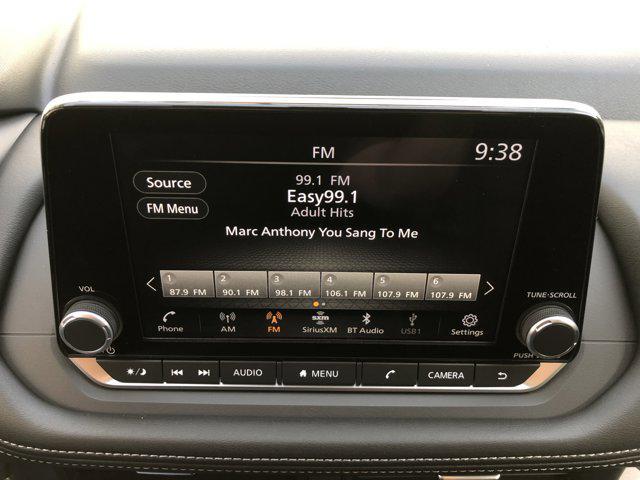 FM
9:38
Source
99.1 FM
Easy99.1
FM Menu
Adult Hits
Marc Anthony You Sang To Me
1 2 3 4 5 6
87.9 FM 90.1 FM 98.1 FM 106.1 FM 107.9 FM 107.9 FM
VOL
TUNE·SCROLL
Phone AM FM SiriusXM BT Audio USB1 Settings
sxm
PUSH
AUDIO MENU CAMERA